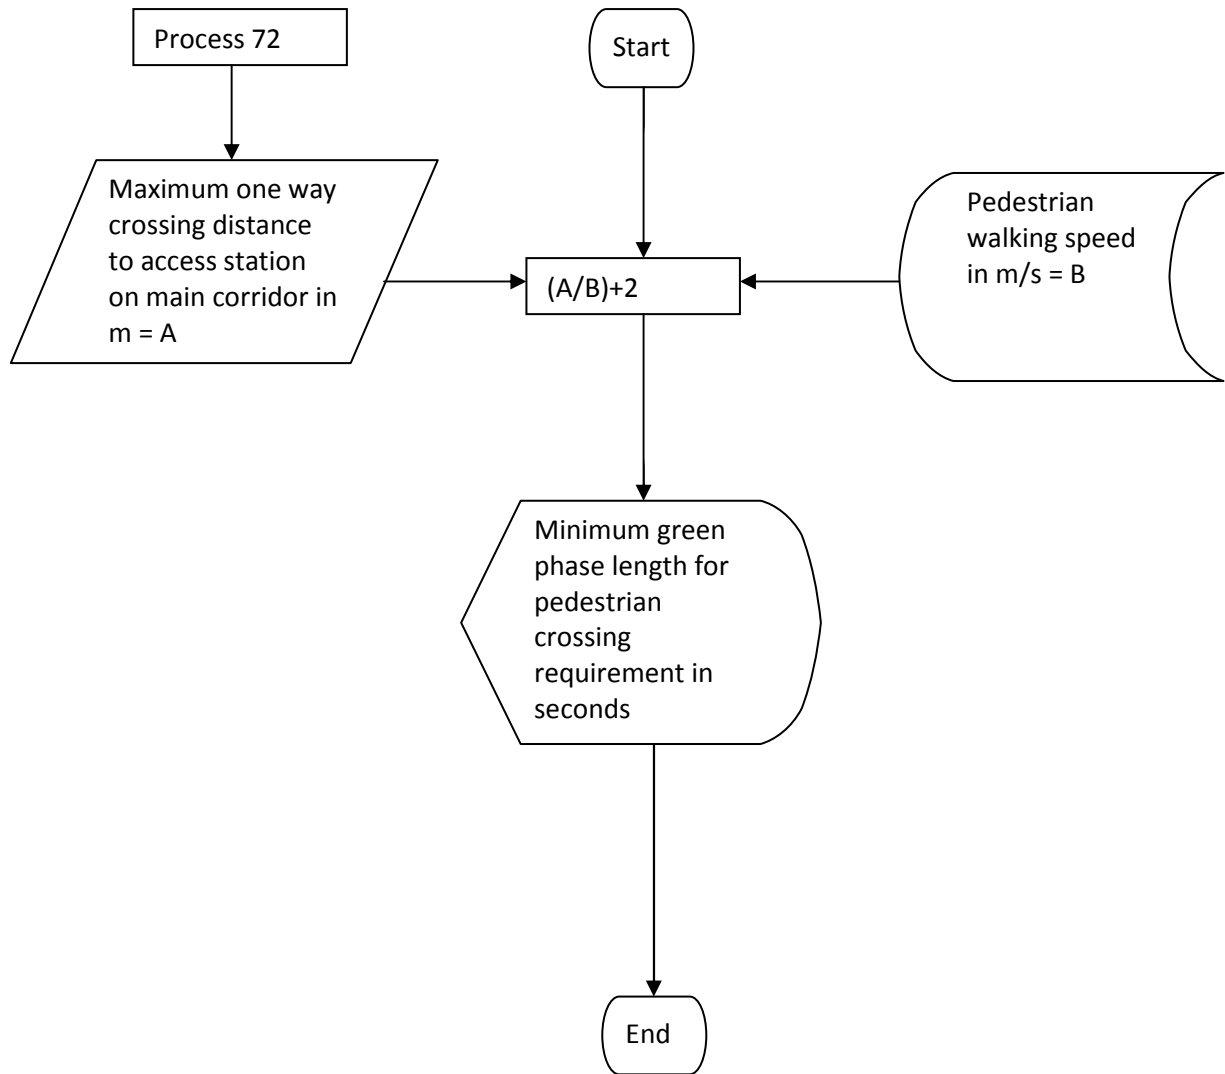 Process 72
Start
Maximum one way
crossing distance
to access station
on main corridor in
m = A
(A/B)+2
Pedestrian
walking speed
in m/s = B
Minimum green
phase length for
pedestrian
crossing
requirement in
seconds
End